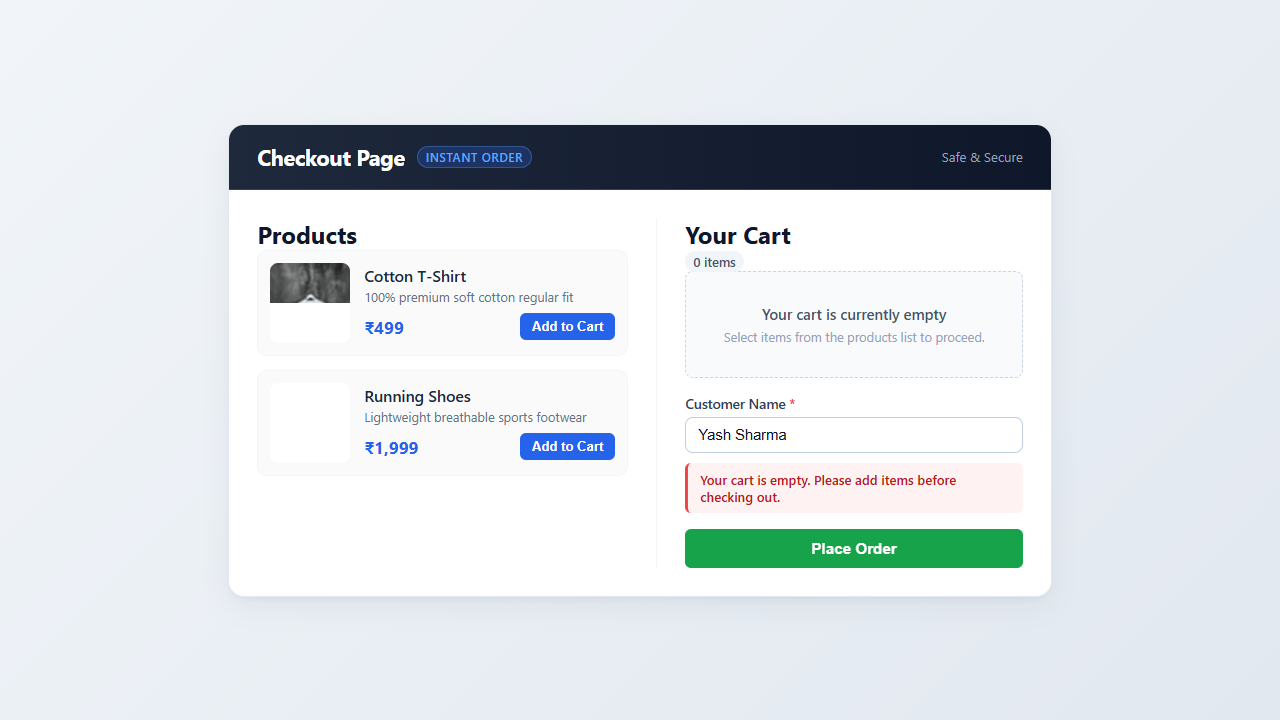 Checkout Page
INSTANT ORDER
Safe & Secure
Products
Cotton T-Shirt
100% premium soft cotton regular fit
₹499
Add to Cart
Running Shoes
Lightweight breathable sports footwear
₹1,999
Add to Cart
Your Cart
0 items
Your cart is currently empty
Select items from the products list to proceed.
Customer Name *
Yash Sharma
Your cart is empty. Please add items before
checking out.
Place Order